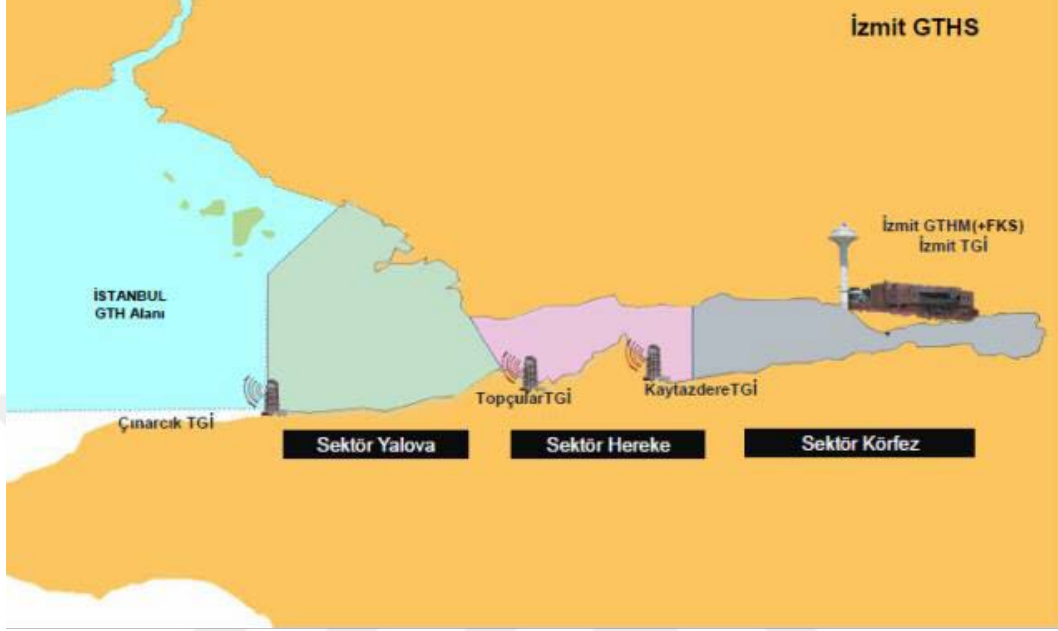 İzmit GTHS
İzmit GTHM(+FKS)
İzmit TGİ
İSTANBUL
GTH Alanı
Çınarcık TGİ
TopçularTGİ
KaytazdereTGİ
Sektör Yalova
Sektör Hereke
Sektör Körfez